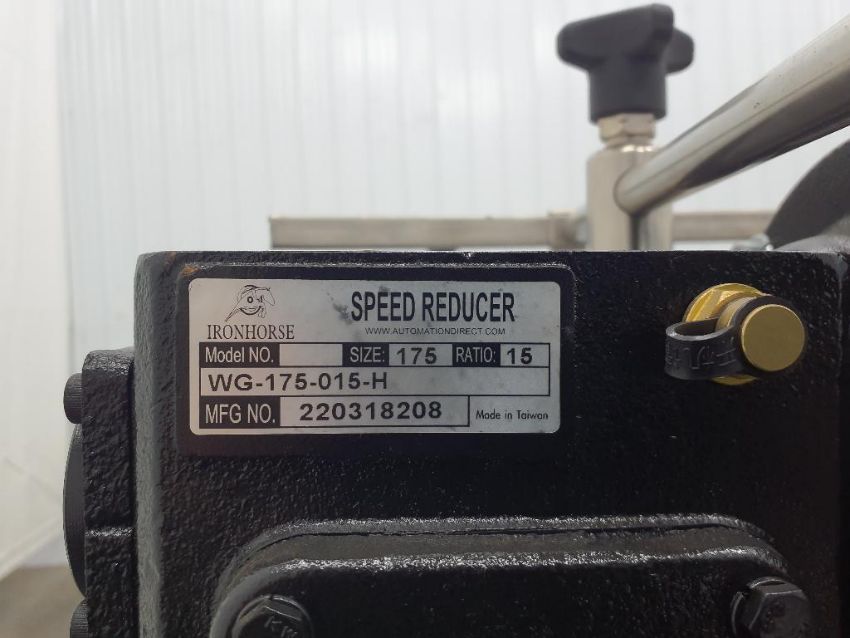 IRONHORSE
SPEED REDUCER
WWW.AUTOMATIONDIRECT.COM
Model NO. SIZE: 175 RATIO: 15
WG-175-015-H
MFG NO. 220318208 Made in Taiwan